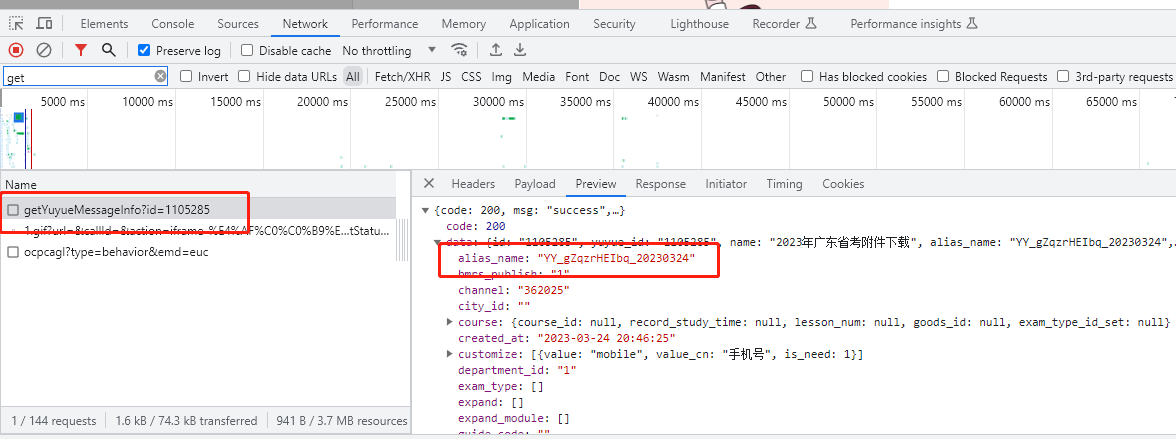 Elements Console Sources Network Performance Memory Application Security Lighthouse Recorder Performance insights
Preserve log Disable cache No throttling
get Invert Hide data URLs All Fetch/XHR JS CSS Img Media Font Doc WS Wasm Manifest Other Has blocked cookies Blocked Requests 3rd-party requests
5000 ms 10000 ms 15000 ms 20000 ms 25000 ms 30000 ms 35000 ms 40000 ms 45000 ms 50000 ms 55000 ms 60000 ms 65000 ms
Name
getYuyueMessageInfo?id=1105285
1.gif?url=&callId=&action=iframe-%E4%AF%C0%C0%B9%E...tStatu...
ocpcagl?type=behavior&emd=euc
1 / 144 requests 1.6 kB / 74.3 kB transferred 941 B / 3.7 MB resources
Headers Payload Preview Response Initiator Timing Cookies
{code: 200, msg: "success",…}
code: 200
data: {id: "1105285", yuyue_id: "1105285", name: "2023年广东省考附件下载", alias_name: "YY_gZqzrHEIbq_20230324",…
alias_name: "YY_gZqzrHEIbq_20230324"
bmcs_publish: "1"
channel: "362025"
city_id: ""
course: {course_id: null, record_study_time: null, lesson_num: null, goods_id: null, exam_type_id_set: null}
created_at: "2023-03-24 20:46:25"
customize: [{value: "mobile", value_cn: "手机号", is_need: 1}]
department_id: "1"
exam_type: []
expand: []
expand_module: []
guide_code: ""